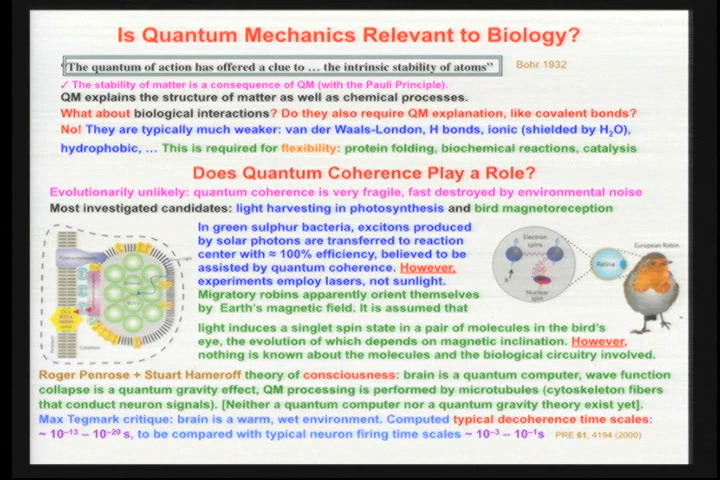 Is Quantum Mechanics Relevant to Biology?
"The quantum of action has offered a clue to … the intrinsic stability of atoms" Bohr 1932
✓ The stability of matter is a consequence of QM (with the Pauli Principle).
QM explains the structure of matter as well as chemical processes.
What about biological interactions? Do they also require QM explanation, like covalent bonds?
No! They are typically much weaker: van der Waals-London, H bonds, ionic (shielded by H₂O),
hydrophobic, … This is required for flexibility: protein folding, biochemical reactions, catalysis
Does Quantum Coherence Play a Role?
Evolutionarily unlikely: quantum coherence is very fragile, fast destroyed by environmental noise
Most investigated candidates: light harvesting in photosynthesis and bird magnetoreception
In green sulphur bacteria, excitons produced
by solar photons are transferred to reaction
center with ≈ 100% efficiency, believed to be
assisted by quantum coherence. However,
experiments employ lasers, not sunlight.
Migratory robins apparently orient themselves
by Earth's magnetic field. It is assumed that
light induces a singlet spin state in a pair of molecules in the bird's
eye, the evolution of which depends on magnetic inclination. However,
nothing is known about the molecules and the biological circuitry involved.
Light
Electron
spins
Nuclear
spin
Retina
European Robin
Roger Penrose + Stuart Hameroff theory of consciousness: brain is a quantum computer, wave function
collapse is a quantum gravity effect, QM processing is performed by microtubules (cytoskeleton fibers
that conduct neuron signals). [Neither a quantum computer nor a quantum gravity theory exist yet].
Max Tegmark critique: brain is a warm, wet environment. Computed typical decoherence time scales:
~ 10⁻¹³ – 10⁻²⁰ s, to be compared with typical neuron firing time scales ~ 10⁻³ – 10⁻¹s PRE 61, 4194 (2000)